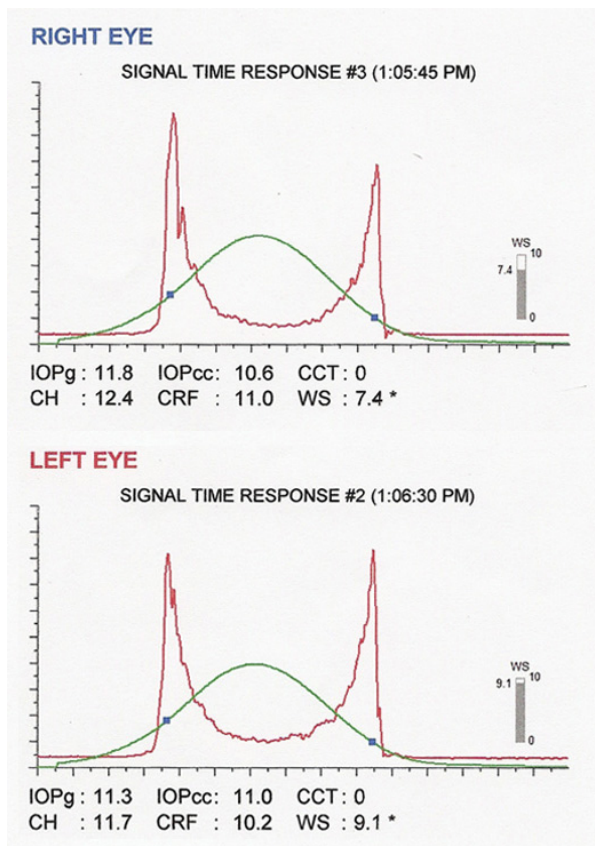 RIGHT EYE
SIGNAL TIME RESPONSE #3 (1:05:45 PM)
WS
10
7.4
0
IOPg : 11.8 IOPcc: 10.6 CCT : 0
CH : 12.4 CRF : 11.0 WS : 7.4 *
LEFT EYE
SIGNAL TIME RESPONSE #2 (1:06:30 PM)
WS
10
9.1
0
IOPg : 11.3 IOPcc: 11.0 CCT : 0
CH : 11.7 CRF : 10.2 WS : 9.1 *